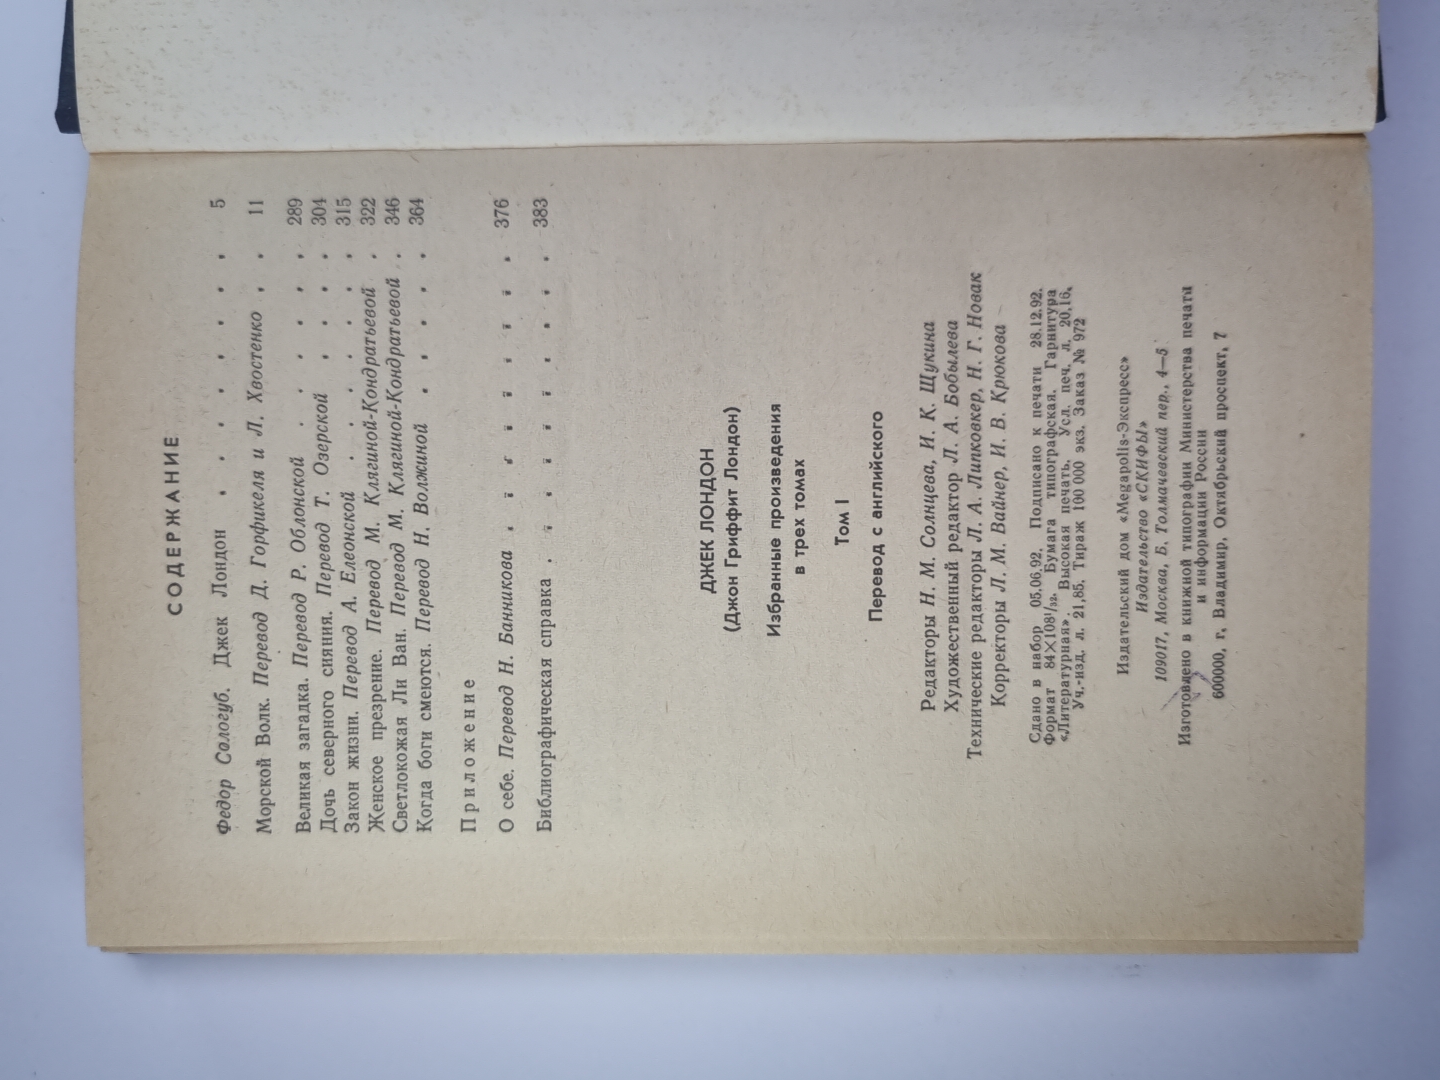 СОДЕРЖАНИЕ
Федор Сологуб. Джек Лондон . . . . . . . 5
Морской Волк. Перевод Д. Горфинкеля и Л. Хвостенко . . 11
Великая загадка. Перевод Р. Облонской . . . . . 289
Дочь северного сияния. Перевод Т. Озерской . . . . 304
Закон жизни. Перевод А. Елеонской . . . . . . 315
Женское презрение. Перевод М. Клягиной-Кондратьевой . 322
Светлокожая Ли Ван. Перевод М. Клягиной-Кондратьевой . 346
Когда боги смеются. Перевод Н. Волжиной . . . . . 364
Приложение
О себе. Перевод Н. Банникова . . . . . . . . . 376
Библиографическая справка . . . . . . . . . . 383
ДЖЕК ЛОНДОН
(Джон Гриффит Лондон)
Избранные произведения
в трех томах
Том I
Перевод с английского
Редакторы Н. М. Солнцева, И. К. Щукина
Художественный редактор Л. А. Бобылева
Технические редакторы Л. А. Липковкер, Н. Г. Новак
Корректоры Л. М. Вайнер, И. В. Крюкова
Сдано в набор 05.06.92. Подписано к печати 28.12.92.
Формат 84×108¹/₃₂. Бумага типографская. Гарнитура
«Литературная». Высокая печать. Усл. печ. л. 20,16.
Уч.-изд. л. 21,85. Тираж 100 000 экз. Заказ № 972
Издательский дом «Megapolis-Экспресс»
Издательство «СКИФЫ»
109017, Москва, Б. Толмачевский пер., 4—5
Изготовлено в книжной типографии Министерства печати
и информации России
600000, г. Владимир, Октябрьский проспект, 7